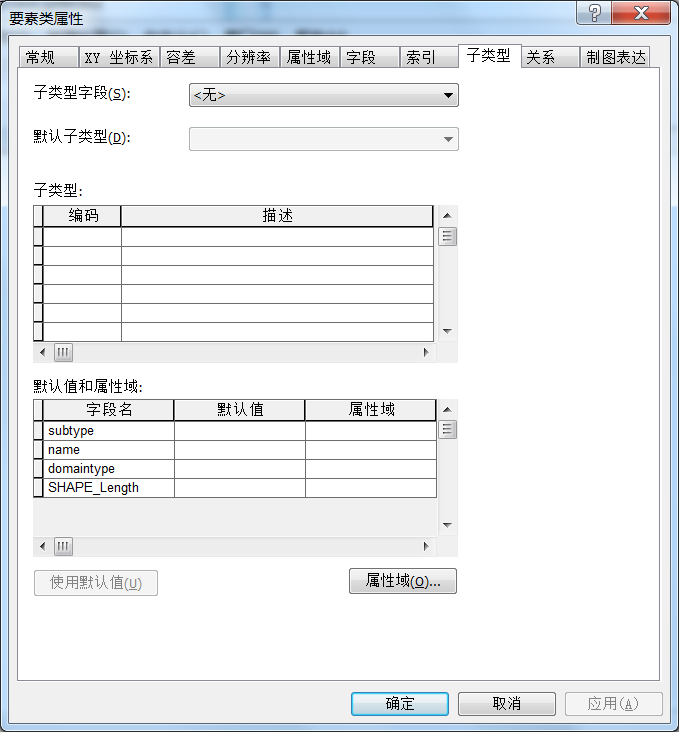 要素类属性
常规 XY 坐标系 容差 分辨率 属性域 字段 索引 子类型 关系 制图表达
子类型字段(S): <无>
默认子类型(D):
子类型:
编码 描述
默认值和属性域:
字段名 默认值 属性域
subtype
name
domaintype
SHAPE_Length
使用默认值(U) 属性域(O)...
确定 取消 应用(A)